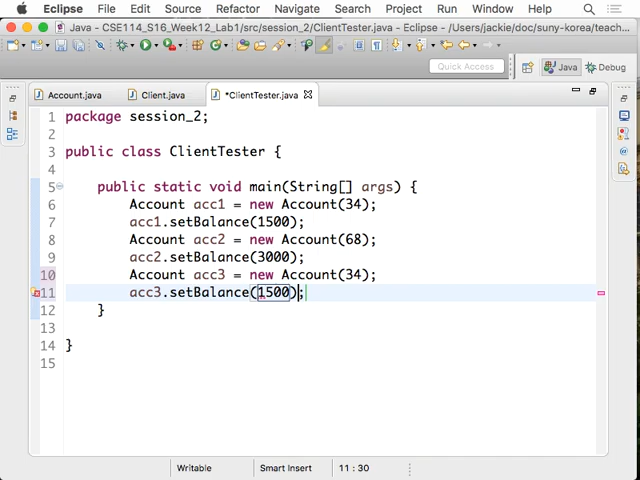 Eclipse File Edit Source Refactor Navigate Search Project Run Window Help
Java - CSE114_S16_Week12_Lab1/src/session_2/ClientTester.java - Eclipse - /Users/jackie/doc/suny-korea/teach...
Quick Access Java Debug
Account.java Client.java *ClientTester.java
1 package session_2;
2
3 public class ClientTester {
4
5 public static void main(String[] args) {
6 Account acc1 = new Account(34);
7 acc1.setBalance(1500);
8 Account acc2 = new Account(68);
9 acc2.setBalance(3000);
10 Account acc3 = new Account(34);
11 acc3.setBalance(1500);
12 }
13
14 }
15
Writable Smart Insert 11 : 30